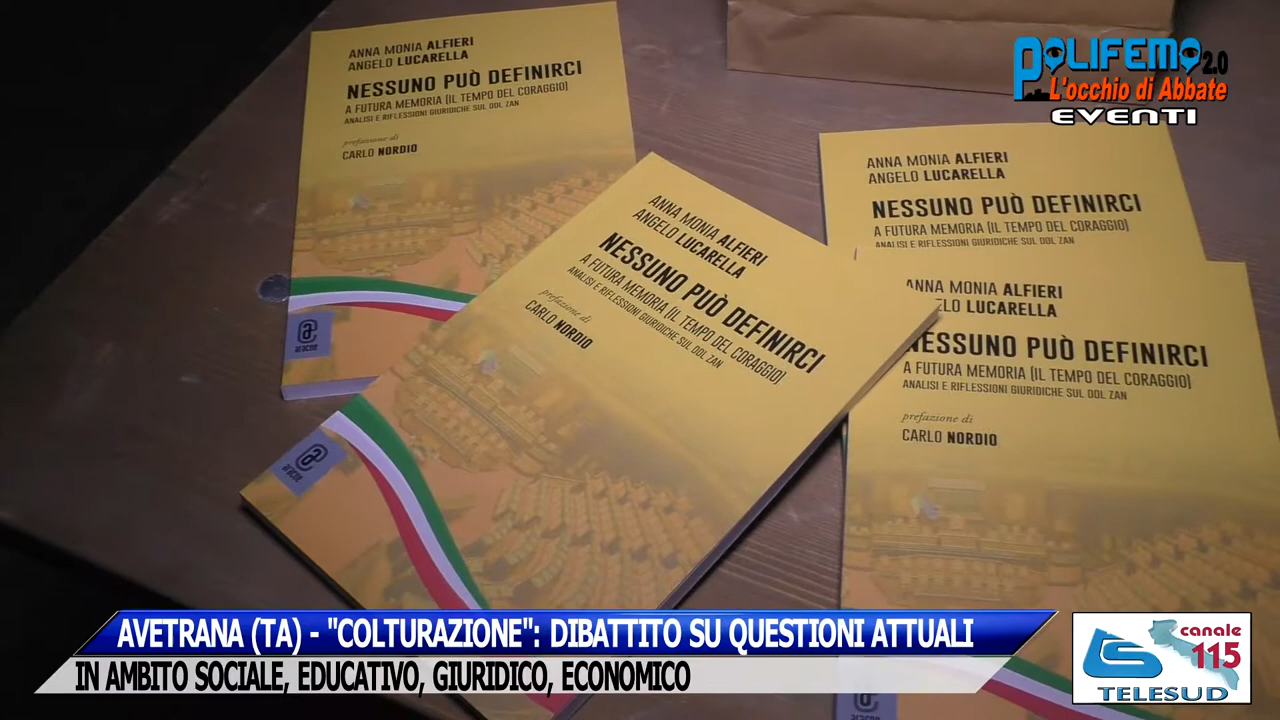 ANNA MONIA ALFIERI
ANGELO LUCARELLA
NESSUNO PUÒ DEFINIRCI
A FUTURA MEMORIA (IL TEMPO DEL CORAGGIO)
ANALISI E RIFLESSIONI GIURIDICHE SUL DDL ZAN
prefazione di
CARLO NORDIO
aracne
POLIFEMO 2.0
L'occhio di Abbate
EVENTI
ANNA MONIA ALFIERI
ANGELO LUCARELLA
NESSUNO PUÒ DEFINIRCI
A FUTURA MEMORIA (IL TEMPO DEL CORAGGIO)
ANALISI E RIFLESSIONI GIURIDICHE SUL DDL ZAN
prefazione di
CARLO NORDIO
aracne
ANNA MONIA ALFIERI
ANGELO LUCARELLA
NESSUNO PUÒ DEFINIRCI
A FUTURA MEMORIA (IL TEMPO DEL CORAGGIO)
ANALISI E RIFLESSIONI GIURIDICHE SUL DDL ZAN
ANNA MONIA ALFIERI
ELO LUCARELLA
NESSUNO PUÒ DEFINIRCI
A FUTURA MEMORIA (IL TEMPO DEL CORAGGIO)
ANALISI E RIFLESSIONI GIURIDICHE SUL DDL ZAN
prefazione di
CARLO NORDIO
AVETRANA (TA) - "COLTURAZIONE": DIBATTITO SU QUESTIONI ATTUALI
IN AMBITO SOCIALE, EDUCATIVO, GIURIDICO, ECONOMICO
canale
115
TELESUD